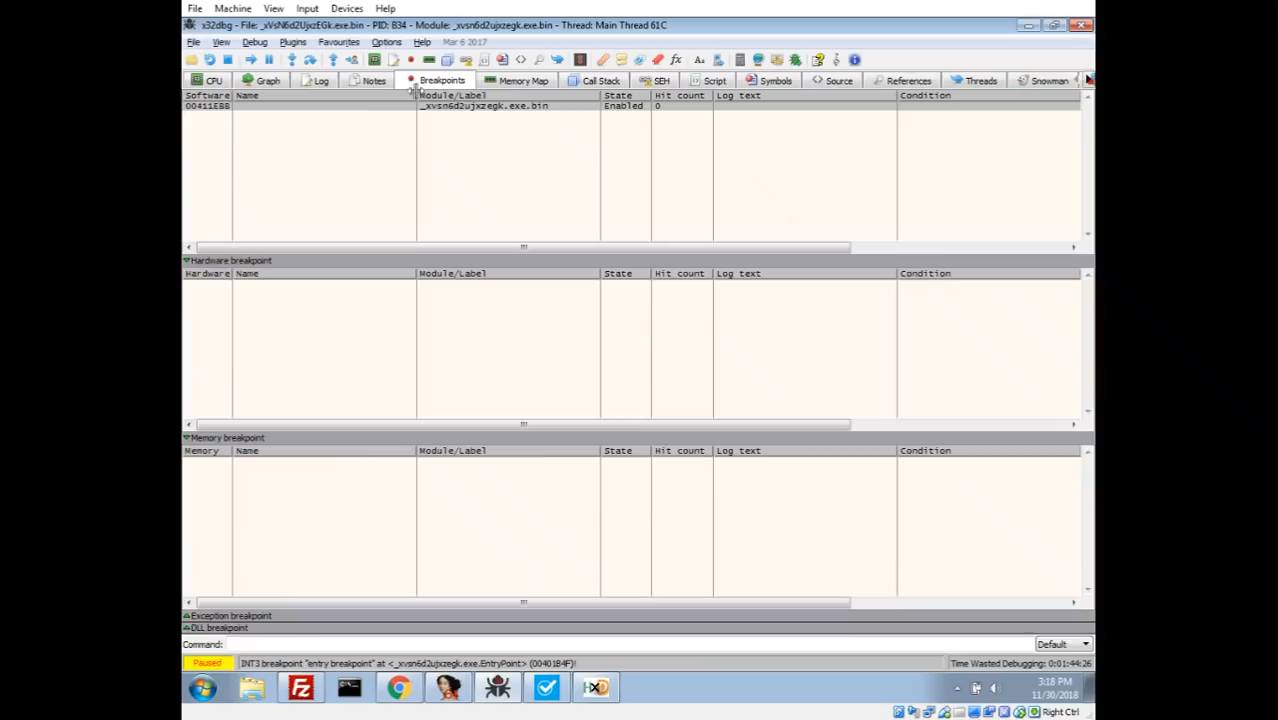 File Machine View Input Devices Help
x32dbg - File: _xVsN6d2UjxzEGk.exe.bin - PID: B34 - Module: _xvsn6d2ujxzegk.exe.bin - Thread: Main Thread 61C
File View Debug Plugins Favourites Options Help Mar 6 2017
CPU Graph Log Notes Breakpoints Memory Map Call Stack SEH Script Symbols Source References Threads Snowman
Software Name Module/Label State Hit count Log text Condition
00411EBB _xvsn6d2ujxzegk.exe.bin Enabled 0
Hardware breakpoint
Hardware Name Module/Label State Hit count Log text Condition
Memory breakpoint
Memory Name Module/Label State Hit count Log text Condition
Exception breakpoint
DLL breakpoint
Command: Default
Paused INT3 breakpoint "entry breakpoint" at <_xvsn6d2ujxzegk.exe.EntryPoint> (00401B4F)! Time Wasted Debugging: 0:01:44:26
3:18 PM
11/30/2018
Right Ctrl